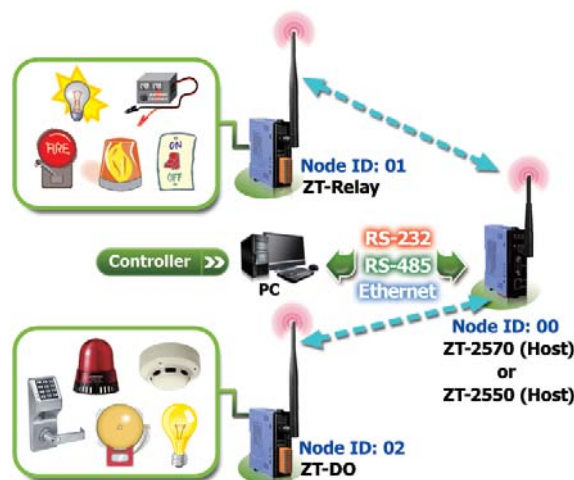 FIRE
ON
OFF
Node ID: 01
ZT-Relay
Controller
PC
RS-232
RS-485
Ethernet
Node ID: 00
ZT-2570 (Host)
or
ZT-2550 (Host)
Node ID: 02
ZT-DO